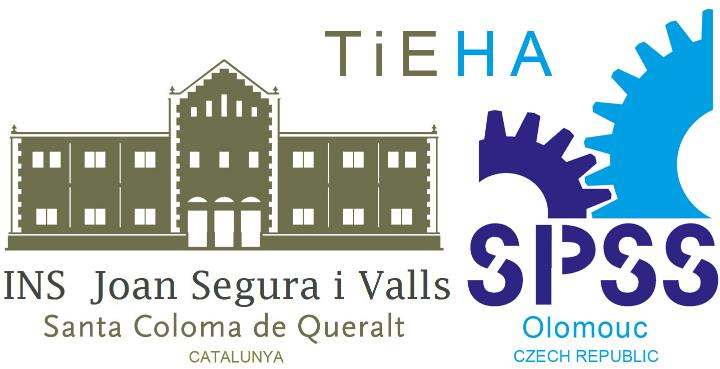 TiEHA
INS Joan Segura i Valls
Santa Coloma de Queralt
CATALUNYA
SPSS
Olomouc
CZECH REPUBLIC